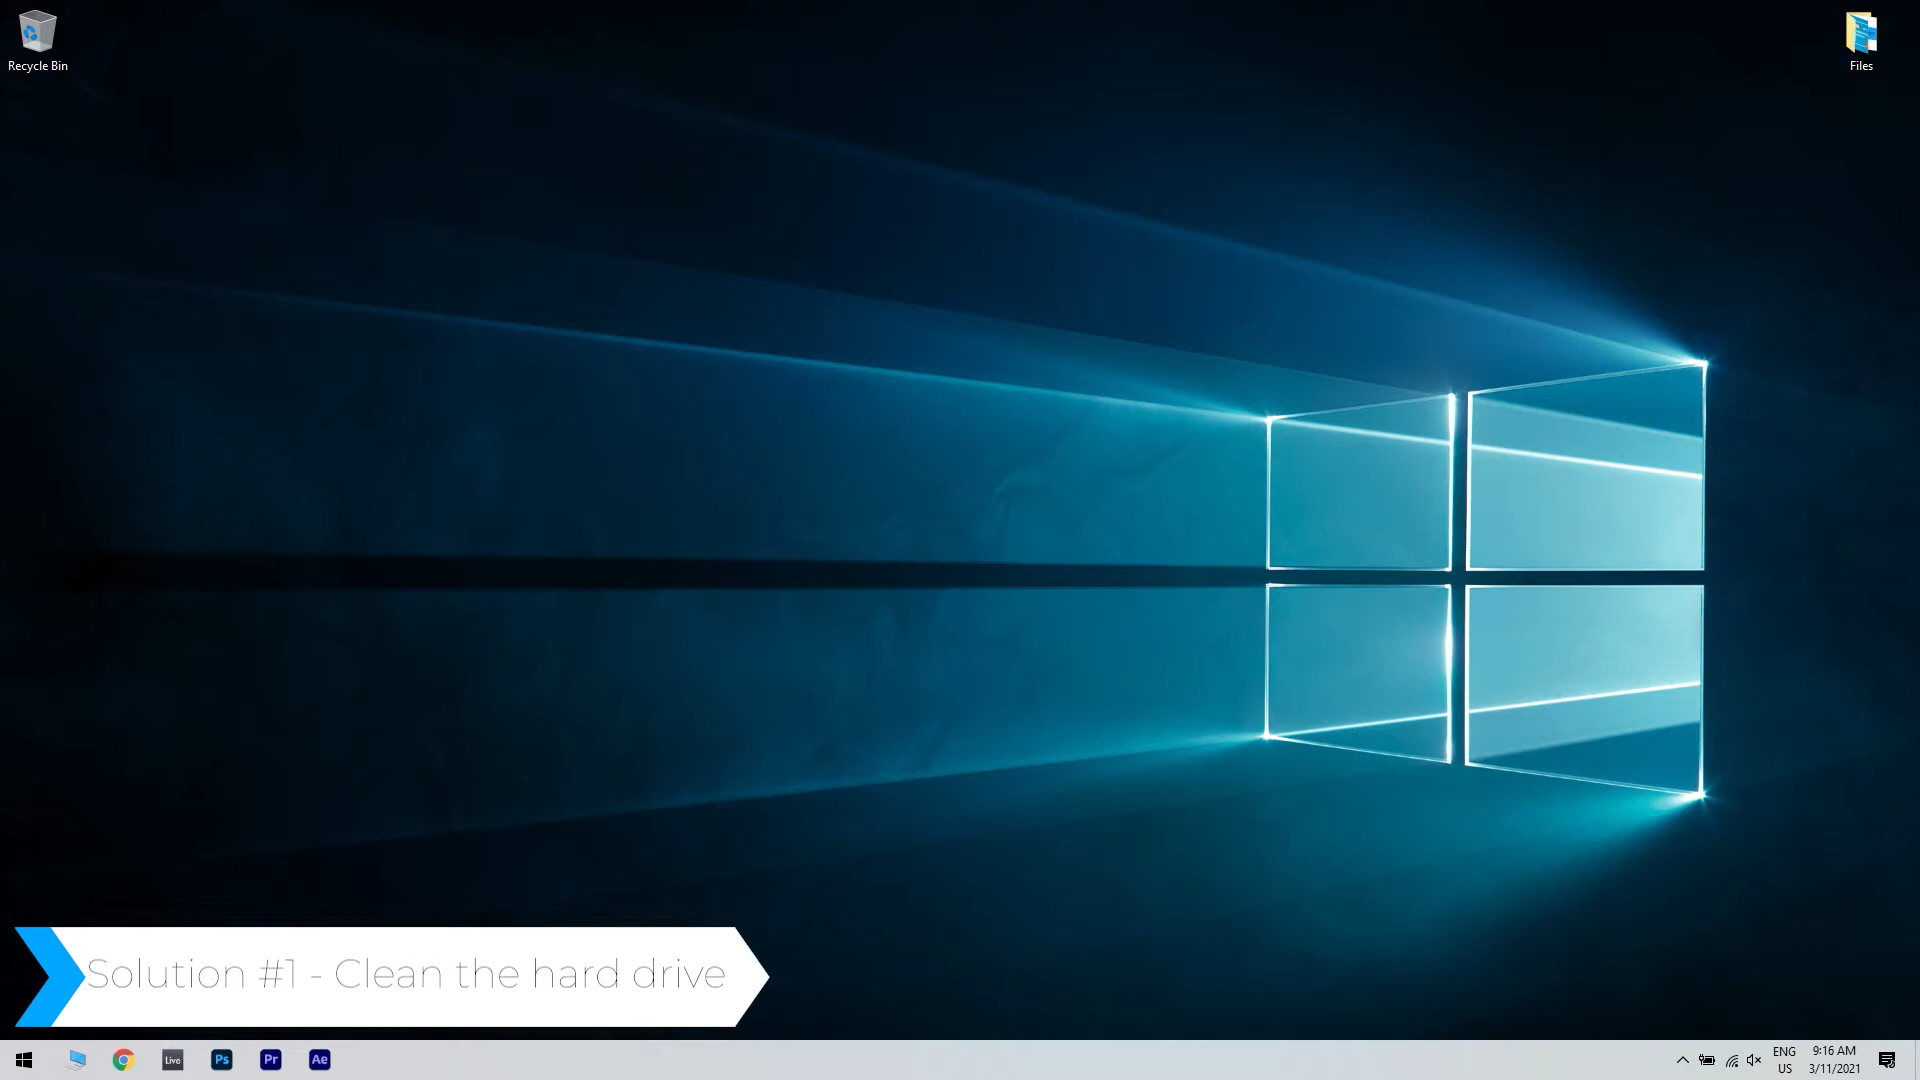 Recycle Bin
Files
Solution #1 - Clean the hard drive
Live
Ps
Pr
Ae
ENG
US
9:16 AM
3/11/2021